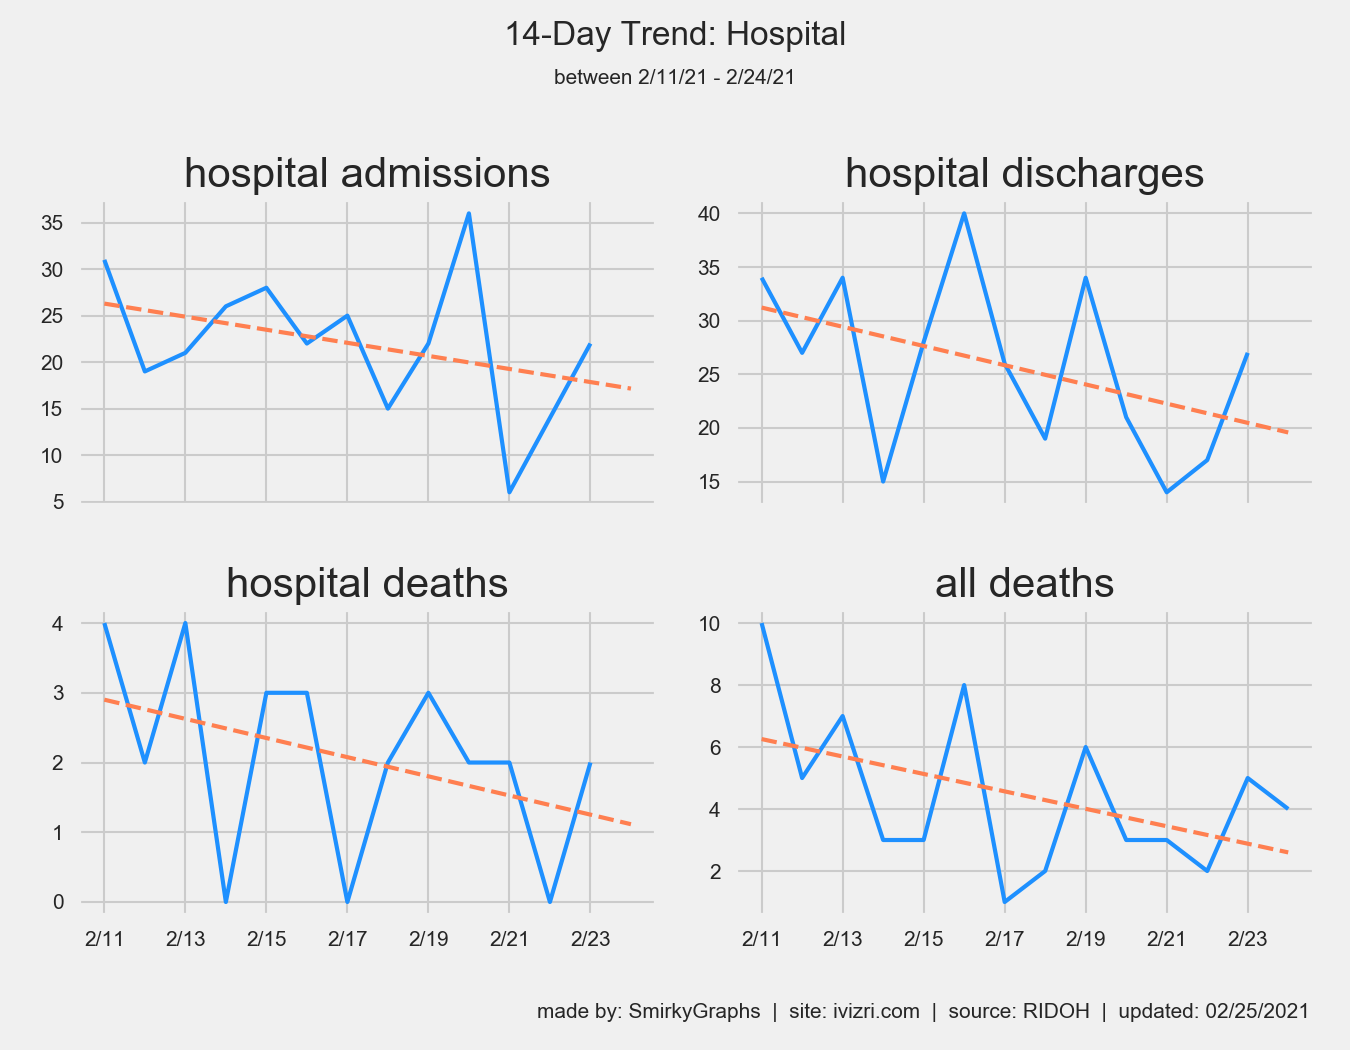 14-Day Trend: Hospital
between 2/11/21 - 2/24/21
hospital admissions
35
30
25
20
15
10
5
hospital discharges
40
35
30
25
20
15
hospital deaths
4
3
2
1
0
2/11 2/13 2/15 2/17 2/19 2/21 2/23
all deaths
10
8
6
4
2
2/11 2/13 2/15 2/17 2/19 2/21 2/23
made by: SmirkyGraphs | site: ivizri.com | source: RIDOH | updated: 02/25/2021